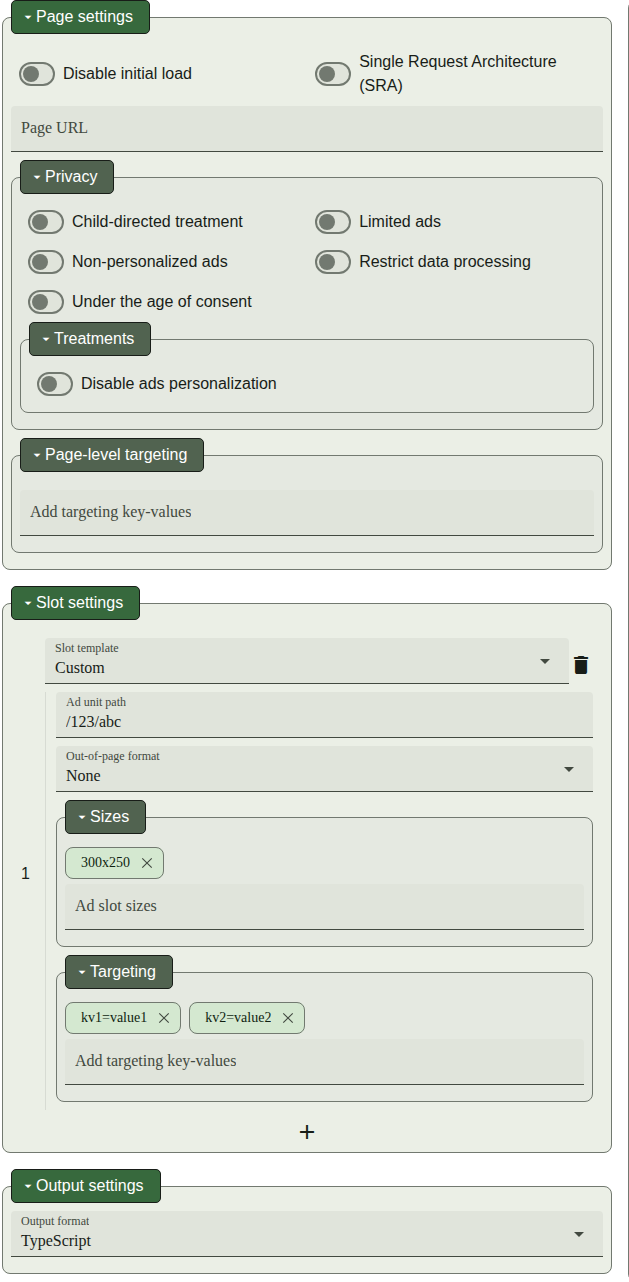 Page settings
Disable initial load
Single Request Architecture
(SRA)
Page URL
Privacy
Child-directed treatment
Limited ads
Non-personalized ads
Restrict data processing
Under the age of consent
Treatments
Disable ads personalization
Page-level targeting
Add targeting key-values
Slot settings
Slot template
Custom
Ad unit path
/123/abc
Out-of-page format
None
Sizes
300x250
1
Ad slot sizes
Targeting
kv1=value1
kv2=value2
Add targeting key-values
+
Output settings
Output format
TypeScript